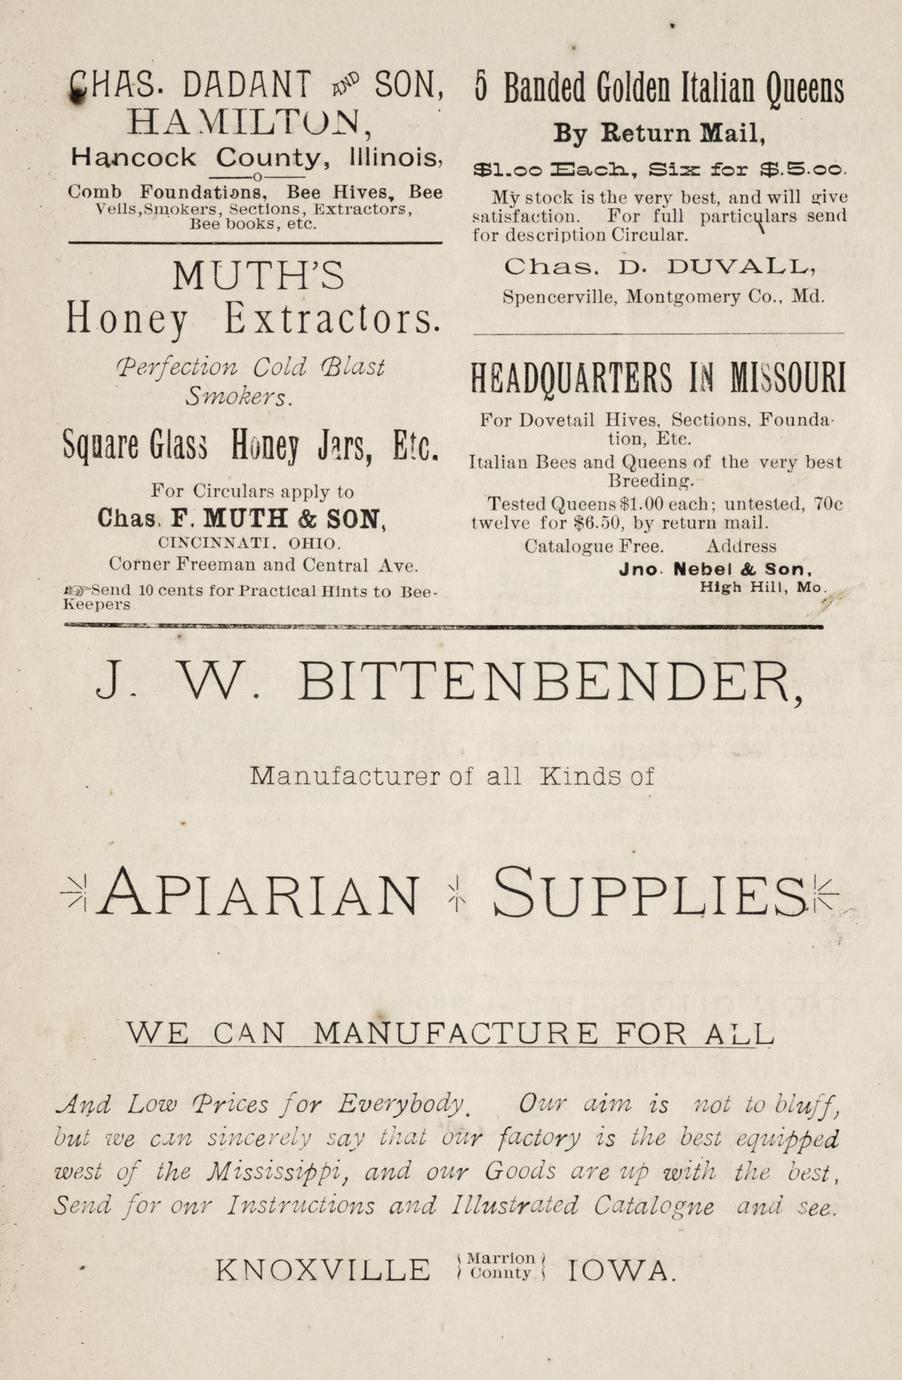 CHAS. DADANT AND SON,
HAMILTON,
Hancock County, Illinois,
Comb Foundations, Bee Hives, Bee
Veils, Smokers, Sections, Extractors,
Bee books, etc.
MUTH'S
Honey Extractors.
Perfection Cold Blast
Smokers.
Square Glass Honey Jars, Etc.
For Circulars apply to
Chas. F. MUTH & SON,
CINCINNATI. OHIO.
Corner Freeman and Central Ave.
☞Send 10 cents for Practical Hints to Bee-
Keepers
5 Banded Golden Italian Queens
By Return Mail,
$1.00 Each, Six for $.5.00.
My stock is the very best, and will give
satisfaction. For full particulars send
for description Circular.
Chas. D. DUVALL,
Spencerville, Montgomery Co., Md.
HEADQUARTERS IN MISSOURI
For Dovetail Hives, Sections, Founda-
tion, Etc.
Italian Bees and Queens of the very best
Breeding.
Tested Queens $1.00 each; untested, 70c
twelve for $6.50, by return mail.
Catalogue Free. Address
Jno. Nebel & Son,
High Hill, Mo.
J. W. BITTENBENDER,
Manufacturer of all Kinds of
APIARIAN SUPPLIES
WE CAN MANUFACTURE FOR ALL
And Low Prices for Everybody. Our aim is not to bluff,
but we can sincerely say that our factory is the best equipped
west of the Mississippi, and our Goods are up with the best,
Send for onr Instructions and Illustrated Catalogne and see.
KNOXVILLE {Marrion Connty} IOWA.